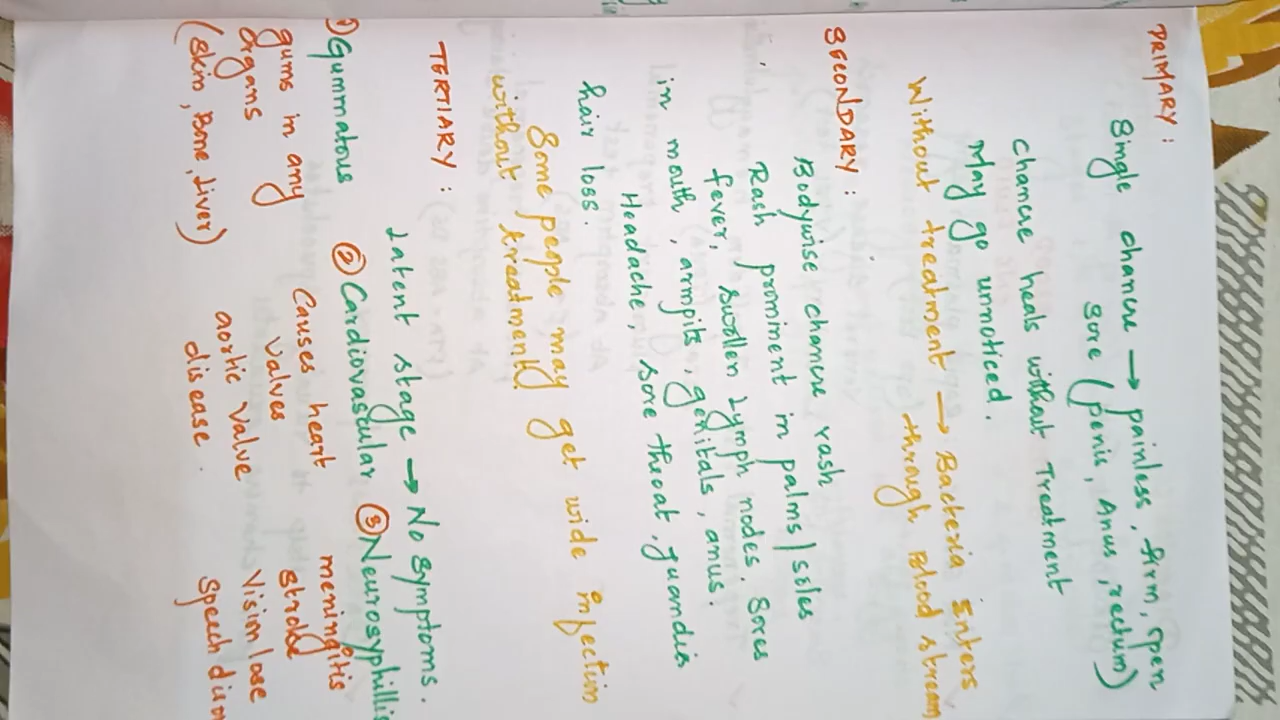 PRIMARY :
Single chancre → painless, firm, open
sore (penis, Anus, rectum)
Chancre heals without Treatment
May go unnoticed.
Without treatment → Bacteria Enters
through Blood stream
SECONDARY :
Bodywise chancre rash
Rash prominent in palms/soles
fever, swollen Lymph nodes. Sores
in mouth, armpits, genitals, anus.
Headache, sore thoat, jaundis
hair loss.
Some people may get wide infection
without treatment.
TERTIARY :
Latent stage → No symptoms.
① Gummatous
gums in any
organs
(Skin, Bone, Liver)
② Cardiovascular
Causes heart
valves
aortic valve
disease.
③ Neurosyphillis
meningitis
stroke
Vision lose
Speech